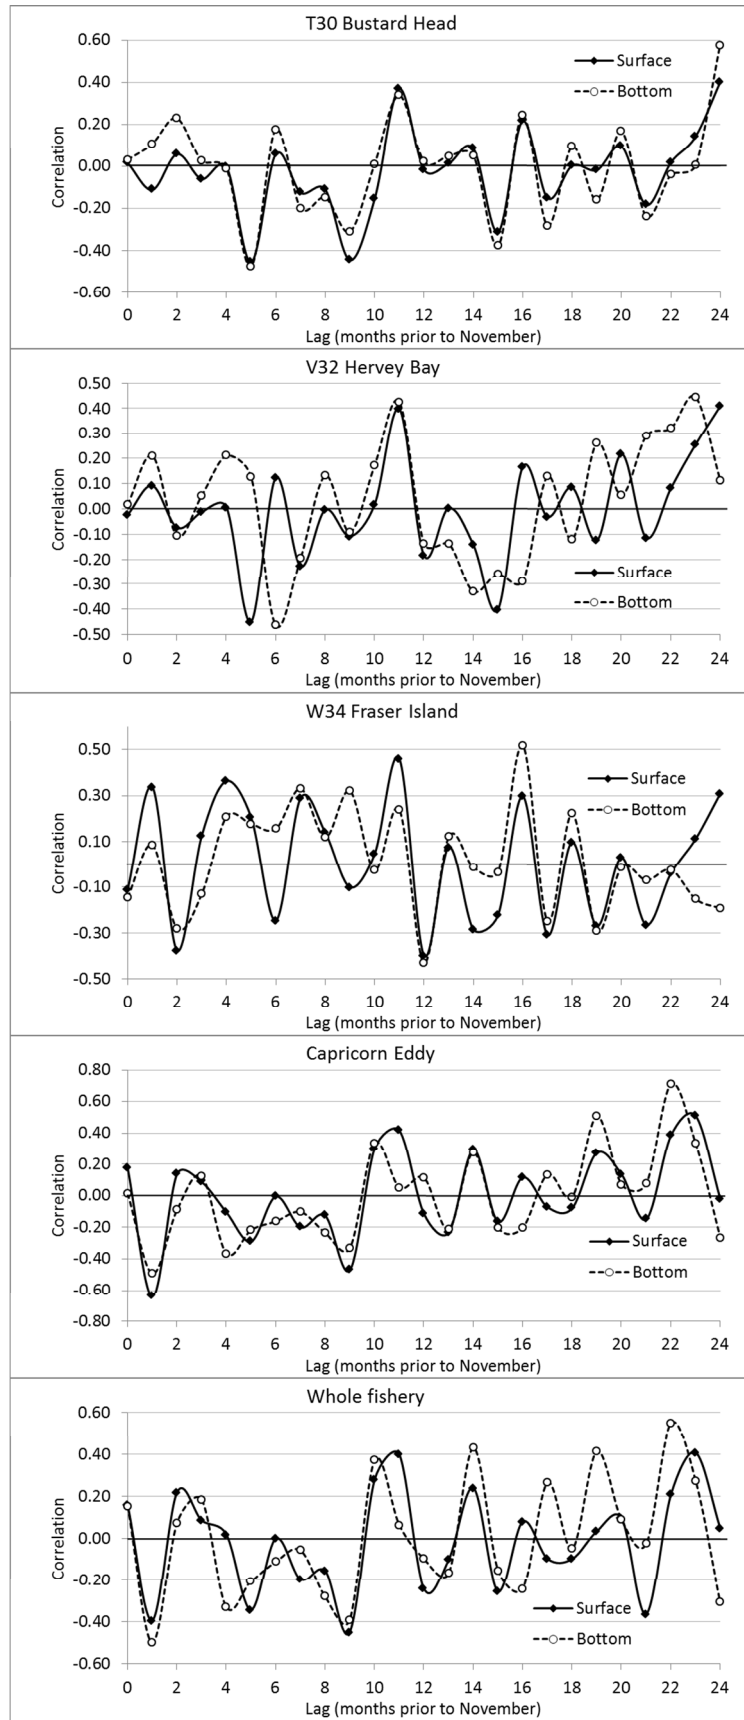 T30 Bustard Head
0.60
0.40
0.20
0.00
-0.20
-0.40
-0.60
Correlation
Surface
Bottom
0 2 4 6 8 10 12 14 16 18 20 22 24
Lag (months prior to November)
V32 Hervey Bay
0.50
0.40
0.30
0.20
0.10
0.00
-0.10
-0.20
-0.30
-0.40
-0.50
Correlation
Surface
Bottom
0 2 4 6 8 10 12 14 16 18 20 22 24
Lag (months prior to November)
W34 Fraser Island
0.50
0.30
0.10
-0.10
-0.30
-0.50
Correlation
Surface
Bottom
0 2 4 6 8 10 12 14 16 18 20 22 24
Lag (months prior to November)
Capricorn Eddy
0.80
0.60
0.40
0.20
0.00
-0.20
-0.40
-0.60
-0.80
Correlation
Surface
Bottom
0 2 4 6 8 10 12 14 16 18 20 22 24
Lag (months prior to November)
Whole fishery
0.60
0.40
0.20
0.00
-0.20
-0.40
-0.60
Correlation
Surface
Bottom
0 2 4 6 8 10 12 14 16 18 20 22 24
Lag (months prior to November)